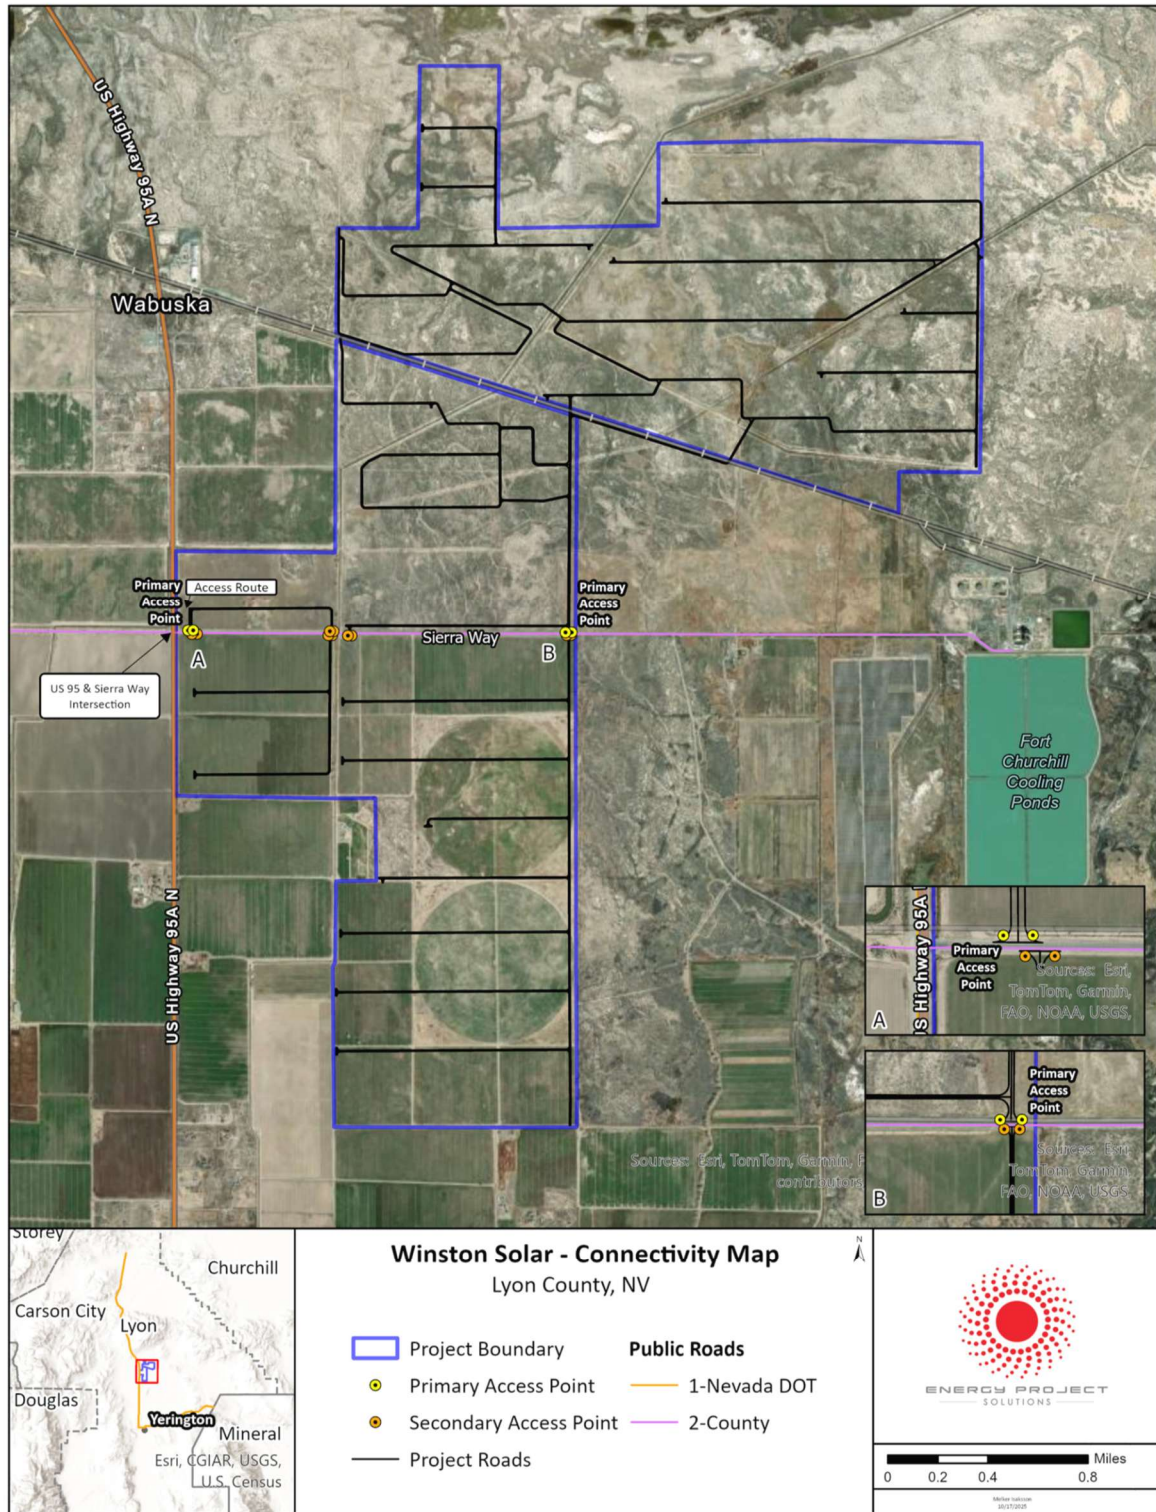 US Highway 95A N
Wabuska
Primary
Access
Point
Access Route
Primary
Access
Point
Sierra Way
A
B
US 95 & Sierra Way
Intersection
Fort
Churchill
Cooling
Ponds
US Highway 95A N
US Highway 95A
Primary
Access
Point
Sources: Esri,
TomTom, Garmin,
FAO, NOAA, USGS,
A
Primary
Access
Point
Sources: Esri,
TomTom, Garmin,
FAO, NOAA, USGS,
B
Sources: Esri, TomTom, Garmin, F
contributors
Storey
Churchill
Carson City
Lyon
Douglas
Yerington
Mineral
Esri, CGIAR, USGS,
U.S. Census
Winston Solar - Connectivity Map
Lyon County, NV
N
Project Boundary
Primary Access Point
Secondary Access Point
Project Roads
Public Roads
1-Nevada DOT
2-County
ENERGY PROJECT
SOLUTIONS
Miles
0 0.2 0.4 0.8
10/17/2025